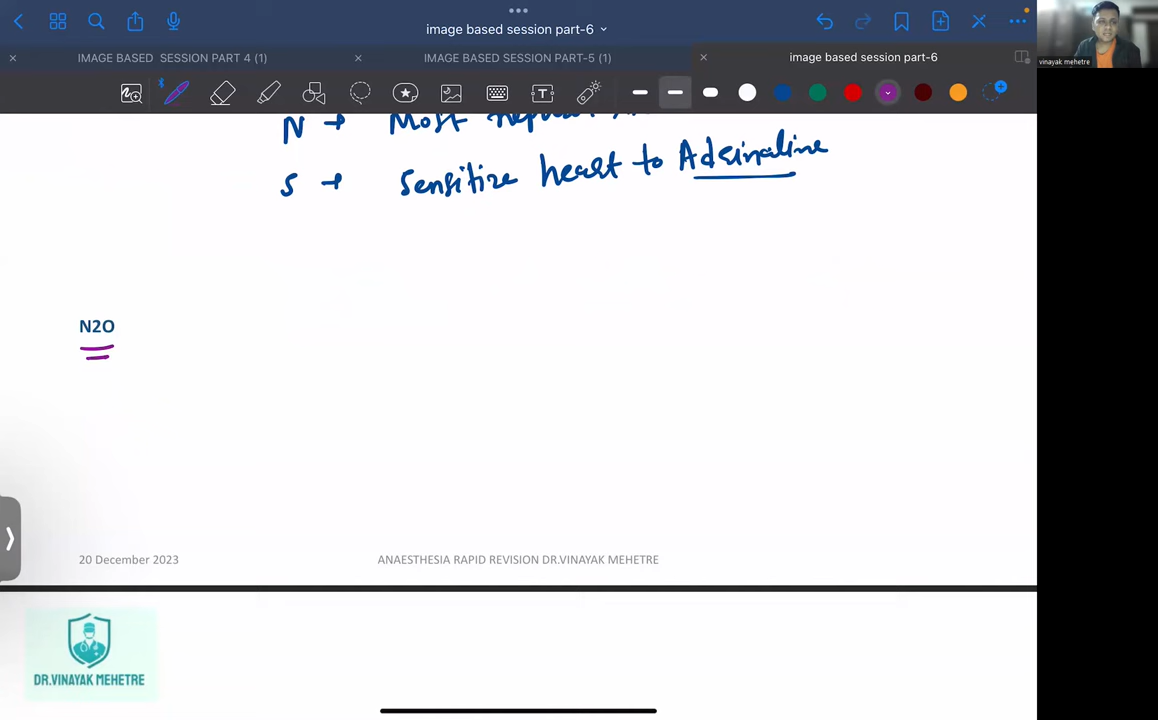 image based session part-6
IMAGE BASED SESSION PART 4 (1)
IMAGE BASED SESSION PART-5 (1)
image based session part-6
vinayak mehetre
N → Most
S → Sensitize heart to Adrinaline
N2O
20 December 2023
ANAESTHESIA RAPID REVISION DR.VINAYAK MEHETRE
DR.VINAYAK MEHETRE